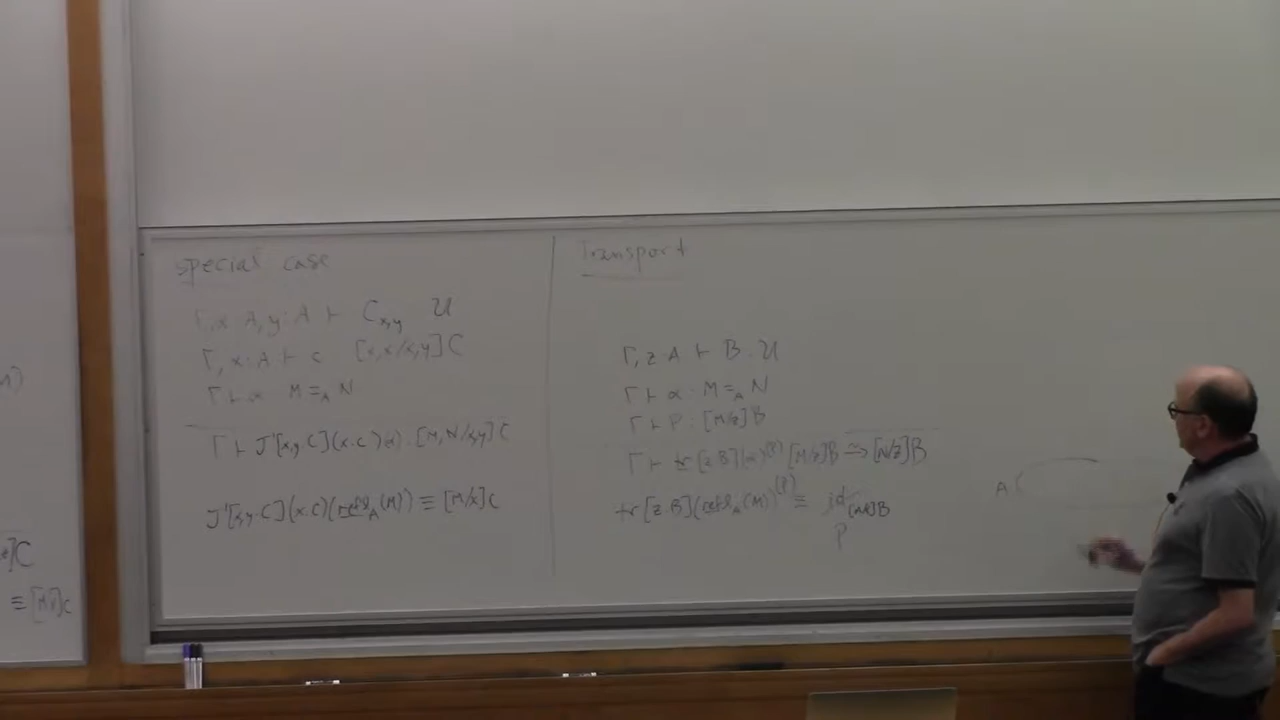 special case
Γ, x:A, y:A ⊢ C_{x,y} U
Γ, x:A ⊢ c [x,x/x,y]C
Γ ⊢ α M =_A N
Γ ⊢ J'[x,y.C](x.c)(α) : [M,N/x,y]C
J'[x,y.C](x.c)(refl_A(M)) ≡ [M/x]c
Transport
Γ, z:A ⊢ B : U
Γ ⊢ α : M =_A N
Γ ⊢ P : [M/z]B
Γ ⊢ tr[z.B](α)(P) [M/z]B → [N/z]B
tr[z.B](refl_A(M))(P) ≡ id_{[M/z]B}
P
A
]C
≡ [M/]c